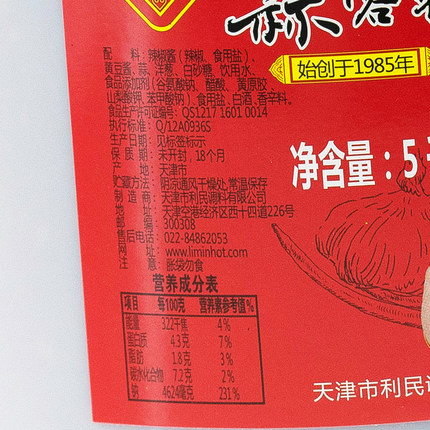 蒜蓉辣
始创于1985年
配 料：辣椒酱（辣椒、食用盐）、
黄豆酱、蒜、洋葱、白砂糖、饮用水、
食品添加剂（谷氨酸钠、醋酸、黄原胶、
山梨酸钾、苯甲酸钠）、食用盐、白酒、香辛料。
食品生产许可证编号：QS1217 1601 0014
执行标准：Q/12A0936S
生产日期：见标签标示
保 质 期：未开封，18个月
产 地：天津市
贮藏方法：阴凉通风干燥处,常温保存
制 造 商：天津市利民调料有限公司
地 址：天津空港经济区西十四道226号
邮 编：300308
售后电话：022-84862053
官 网：www.liminhot.com
注 意：胀袋勿食
净含量：5
营养成分表
项目 每100克 营养素参考值%
能量 322千焦 4%
蛋白质 4.3克 7%
脂肪 1.8克 3%
碳水化合物 7.2克 2%
钠 4624毫克 231%
天津市利民调